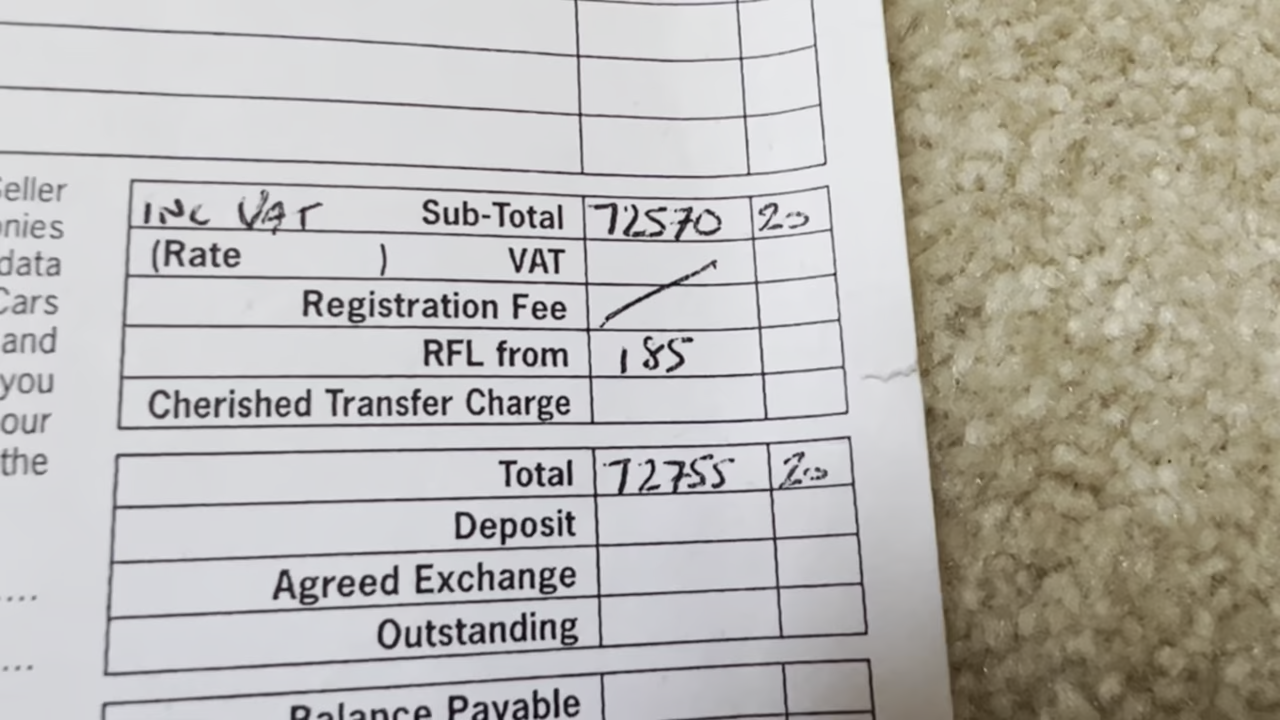 INC VAT Sub-Total 72570 20
(Rate ) VAT
Registration Fee
RFL from 185
Cherished Transfer Charge
Total 72755 20
Deposit
Agreed Exchange
Outstanding
Balance Payable
eller
onies
data
Cars
and
you
our
the
....
...